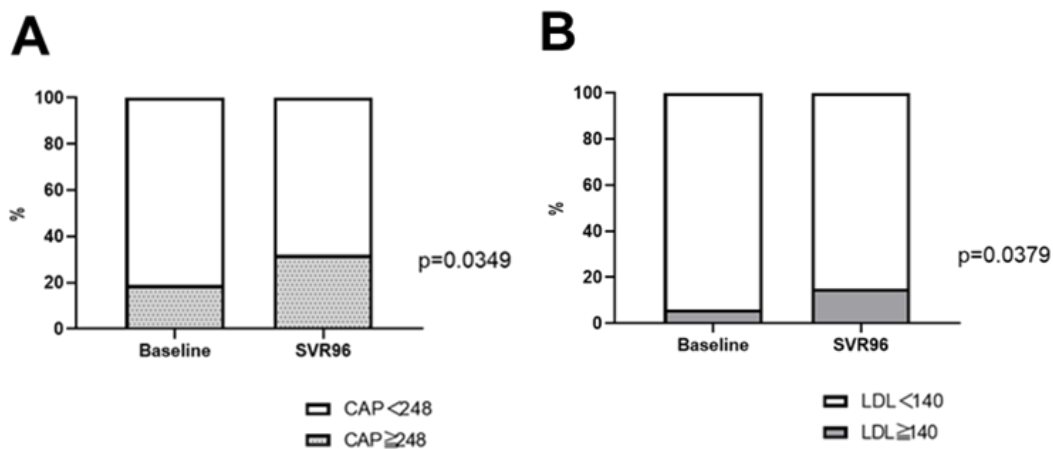 A
100
80
60
40
20
0
%
Baseline
SVR96
p=0.0349
CAP<248
CAP≧248
B
100
80
60
40
20
0
%
Baseline
SVR96
p=0.0379
LDL<140
LDL≧140